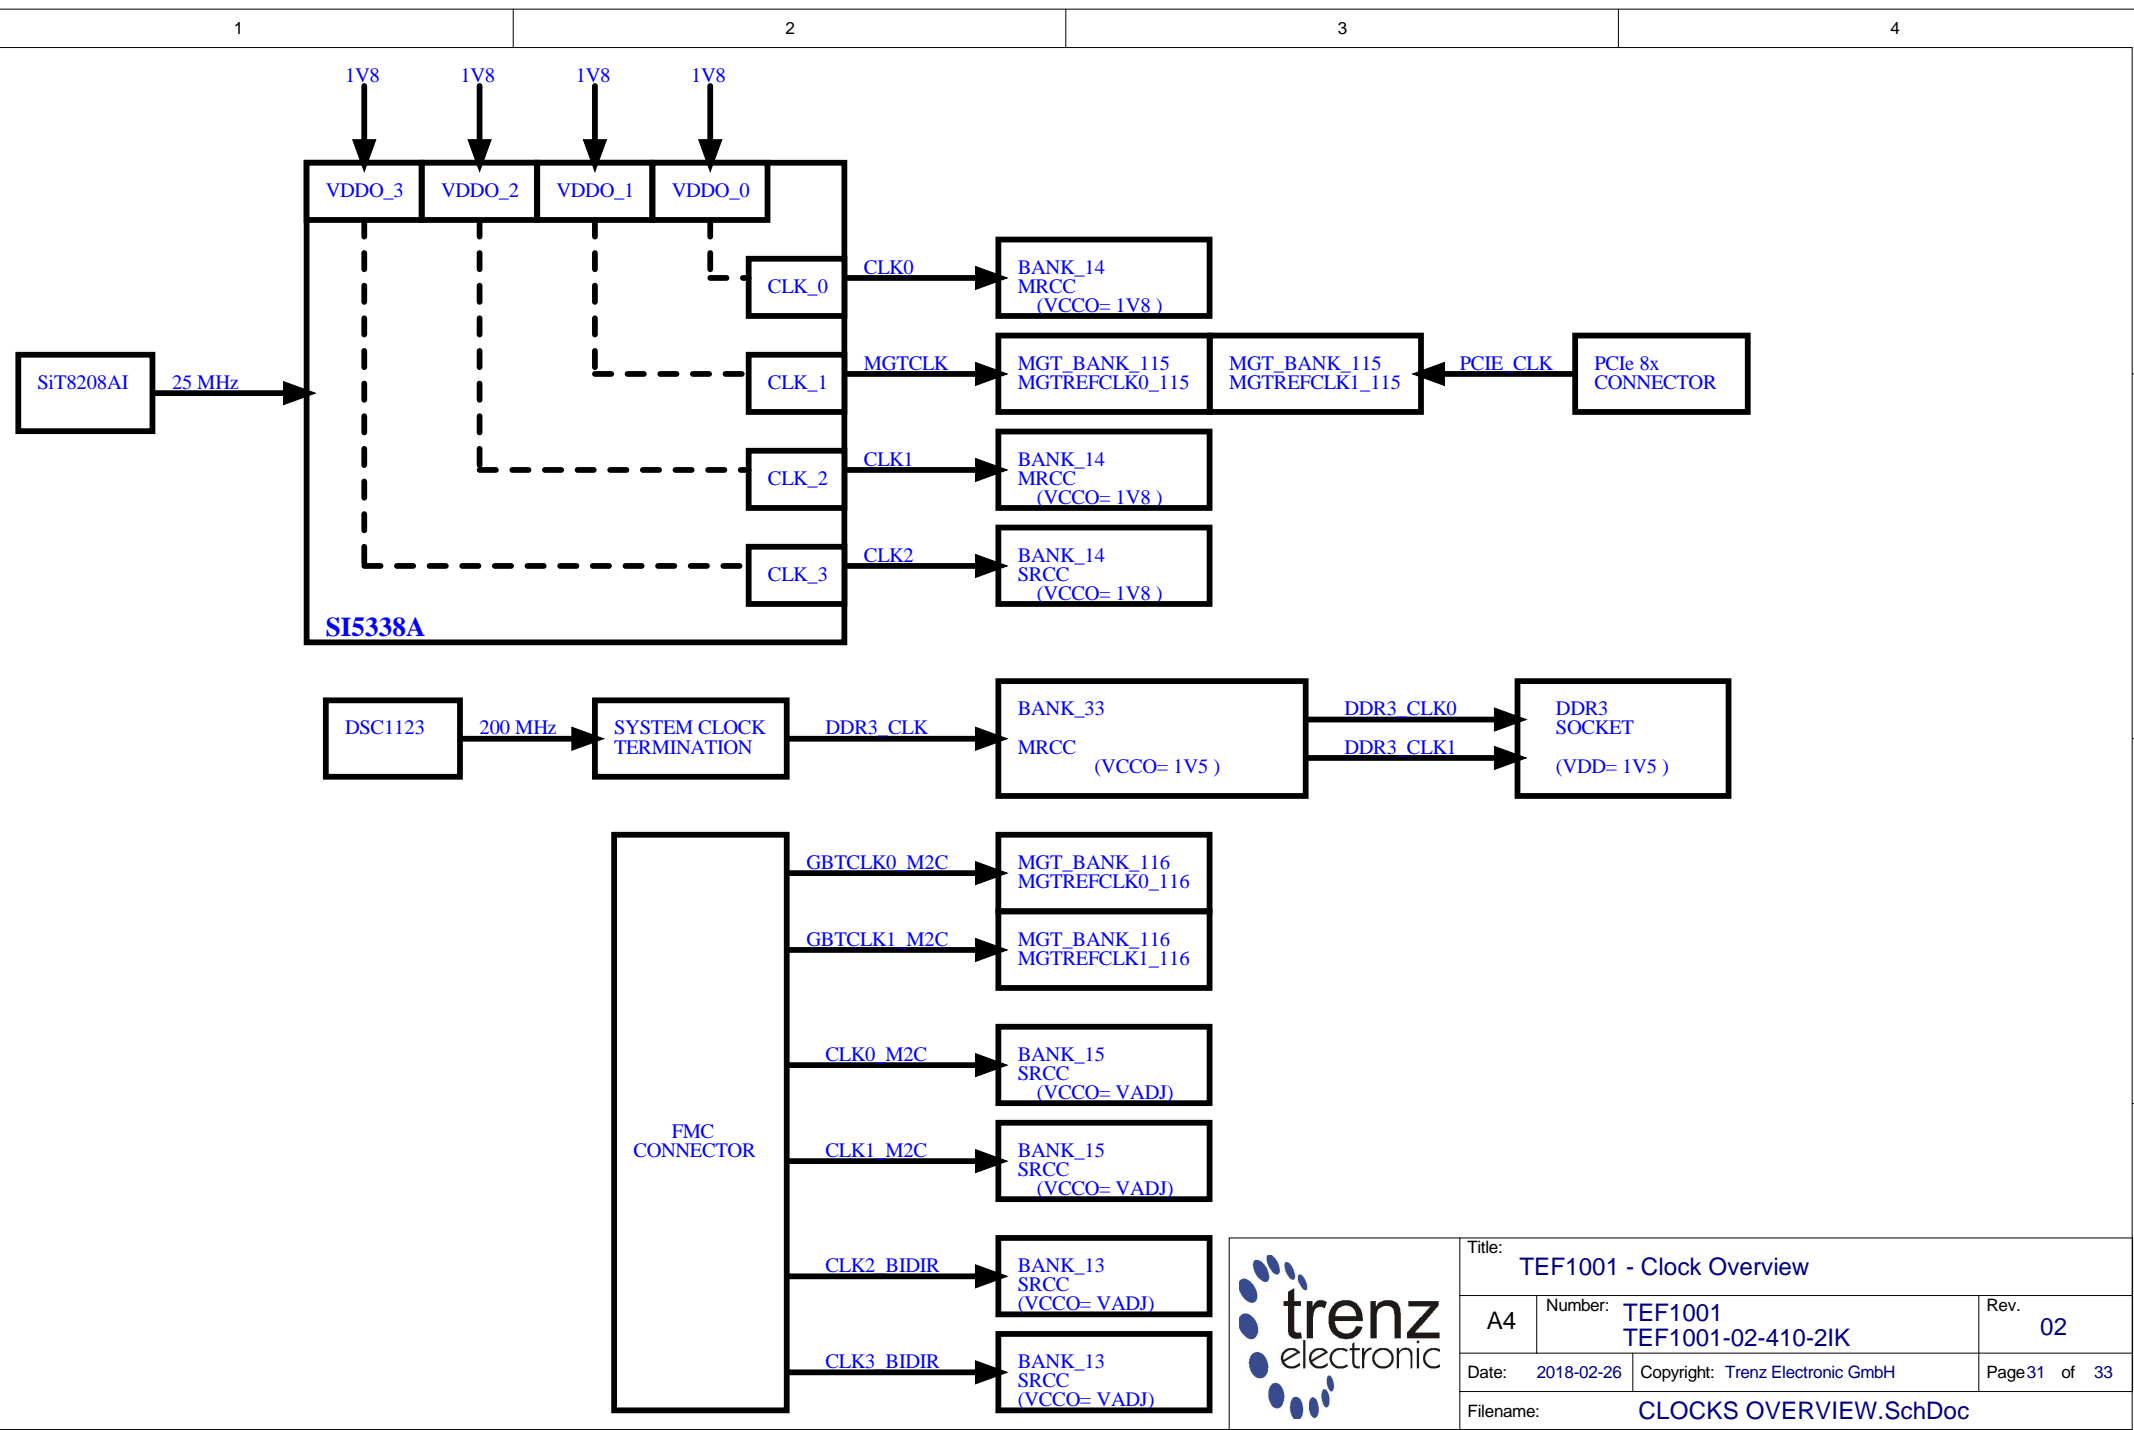 1
2
3
4
1V8
1V8
1V8
1V8
VDDO_3
VDDO_2
VDDO_1
VDDO_0
CLK_0
CLK0
BANK_14
MRCC
(VCCO= 1V8 )
SiT8208AI
25 MHz
CLK_1
MGTCLK
MGT_BANK_115
MGTREFCLK0_115
MGT_BANK_115
MGTREFCLK1_115
PCIE_CLK
PCIe 8x
CONNECTOR
CLK_2
CLK1
BANK_14
MRCC
(VCCO= 1V8 )
CLK_3
CLK2
BANK_14
SRCC
(VCCO= 1V8 )
SI5338A
DSC1123
200 MHz
SYSTEM CLOCK
TERMINATION
DDR3_CLK
BANK_33
MRCC
(VCCO= 1V5 )
DDR3_CLK0
DDR3_CLK1
DDR3
SOCKET
(VDD= 1V5 )
FMC
CONNECTOR
GBTCLK0_M2C
MGT_BANK_116
MGTREFCLK0_116
GBTCLK1_M2C
MGT_BANK_116
MGTREFCLK1_116
CLK0_M2C
BANK_15
SRCC
(VCCO= VADJ)
CLK1_M2C
BANK_15
SRCC
(VCCO= VADJ)
CLK2_BIDIR
BANK_13
SRCC
(VCCO= VADJ)
CLK3_BIDIR
BANK_13
SRCC
(VCCO= VADJ)
trenz
electronic
Title:
TEF1001 - Clock Overview
A4
Number: TEF1001
TEF1001-02-410-2IK
Rev.
02
Date: 2018-02-26
Copyright: Trenz Electronic GmbH
Page 31 of 33
Filename: CLOCKS OVERVIEW.SchDoc